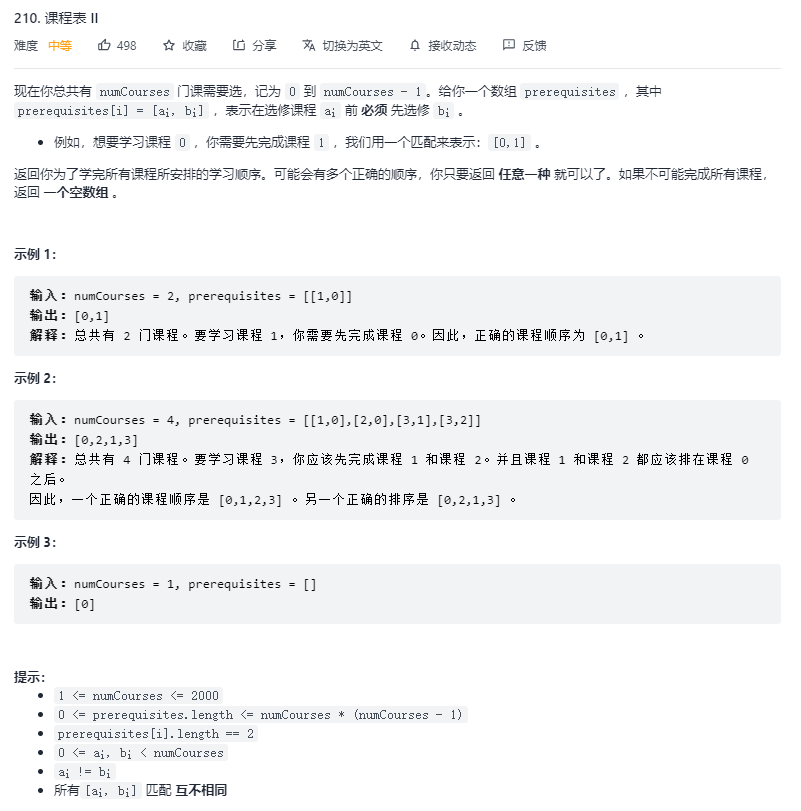 210. 课程表 II
难度 中等 498 收藏 分享 切换为英文 接收动态 反馈
现在你总共有 numCourses 门课需要选，记为 0 到 numCourses - 1。给你一个数组 prerequisites ，其中
prerequisites[i] = [ai, bi] ，表示在选修课程 ai 前 必须 先选修 bi 。
• 例如，想要学习课程 0 ，你需要先完成课程 1 ，我们用一个匹配来表示：[0,1] 。
返回你为了学完所有课程所安排的学习顺序。可能会有多个正确的顺序，你只要返回 任意一种 就可以了。如果不可能完成所有课程，
返回 一个空数组 。
示例 1：
输入：numCourses = 2, prerequisites = [[1,0]]
输出：[0,1]
解释：总共有 2 门课程。要学习课程 1，你需要先完成课程 0。因此，正确的课程顺序为 [0,1] 。
示例 2：
输入：numCourses = 4, prerequisites = [[1,0],[2,0],[3,1],[3,2]]
输出：[0,2,1,3]
解释：总共有 4 门课程。要学习课程 3，你应该先完成课程 1 和课程 2。并且课程 1 和课程 2 都应该排在课程 0
之后。
因此，一个正确的课程顺序是 [0,1,2,3] 。另一个正确的排序是 [0,2,1,3] 。
示例 3：
输入：numCourses = 1, prerequisites = []
输出：[0]
提示：
• 1 <= numCourses <= 2000
• 0 <= prerequisites.length <= numCourses * (numCourses - 1)
• prerequisites[i].length == 2
• 0 <= ai, bi < numCourses
• ai != bi
• 所有 [ai, bi] 匹配 互不相同